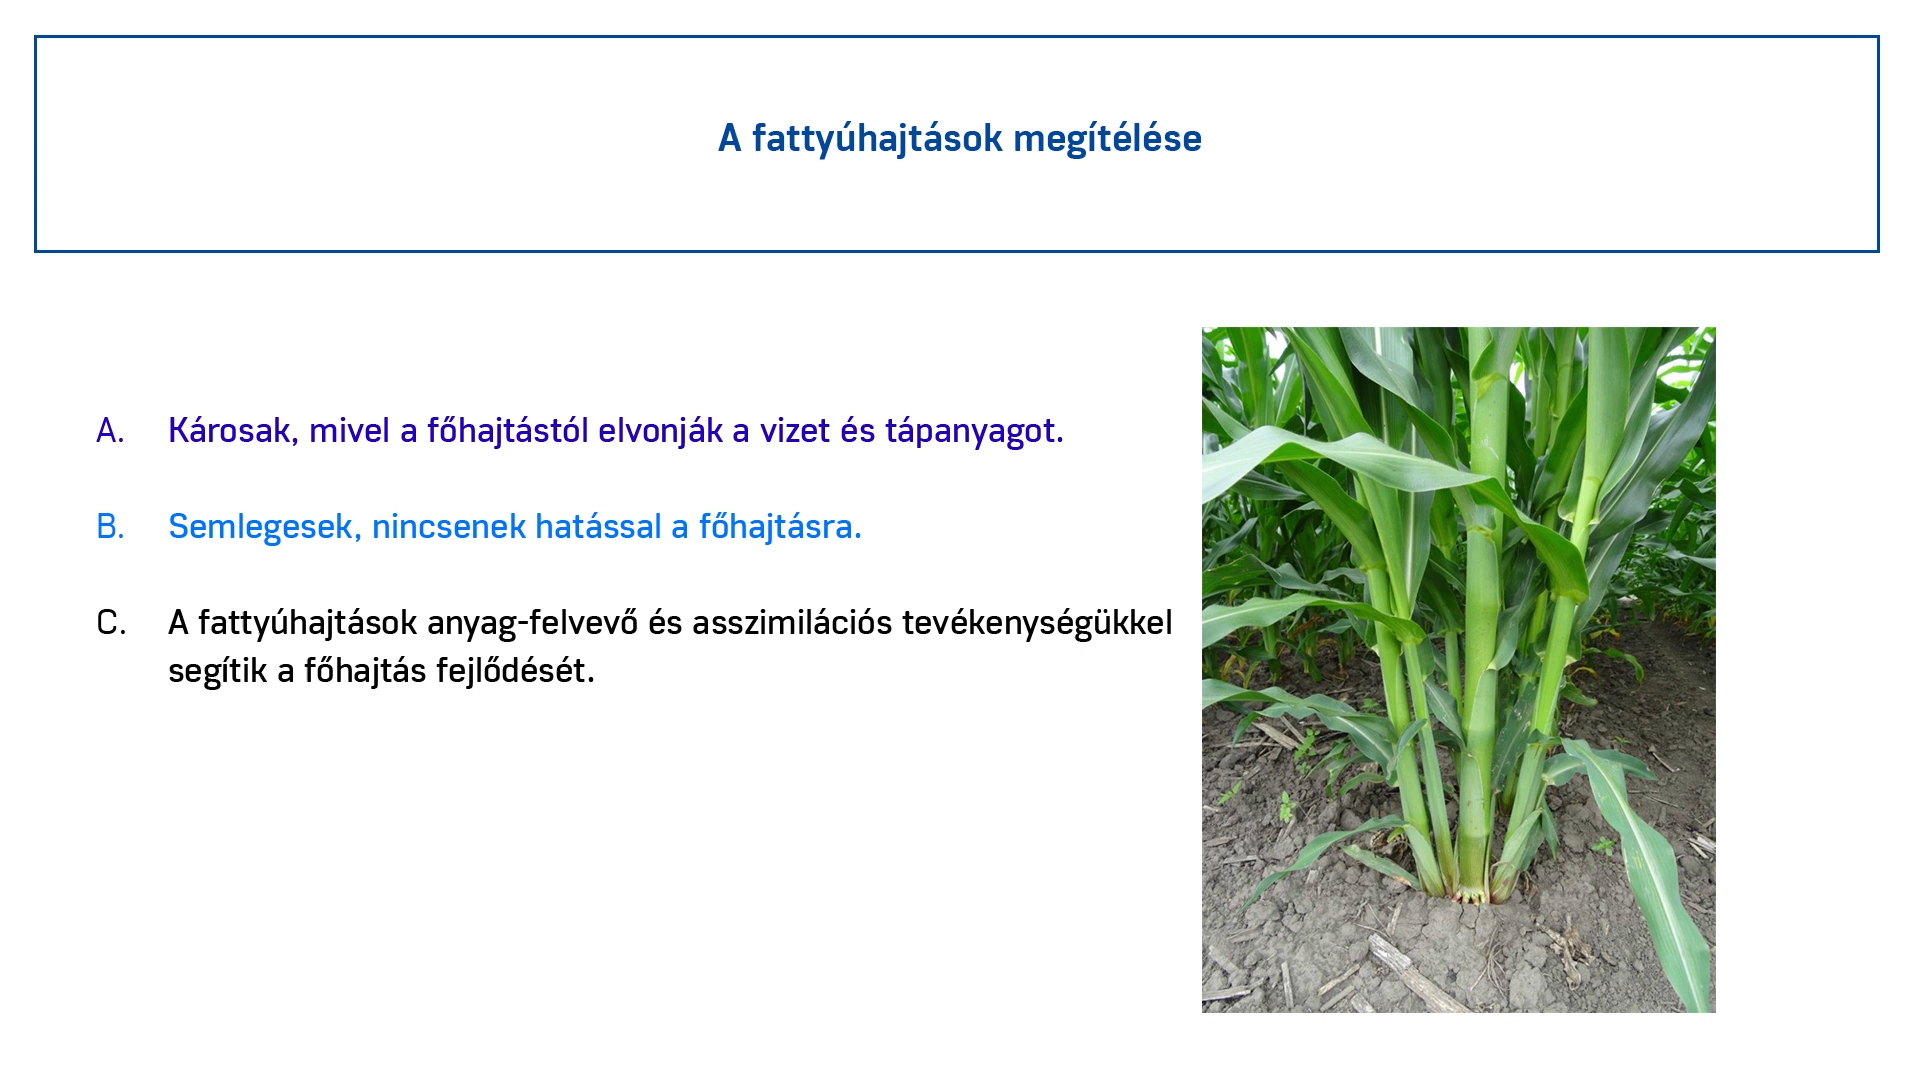 A fattyúhajtások megítélése
A. Károsak, mivel a főhajtástól elvonják a vizet és tápanyagot.
B. Semlegesek, nincsenek hatással a főhajtásra.
C. A fattyúhajtások anyag-felvevő és asszimilációs tevékenységükkel
segítik a főhajtás fejlődését.